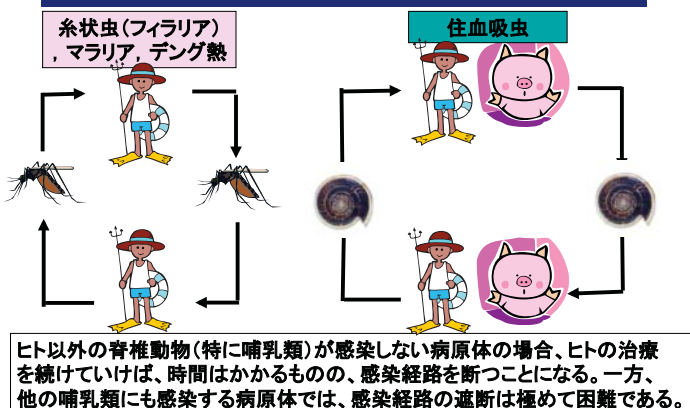 糸状虫(フィラリア)
, マラリア, デング熱
住血吸虫
ヒト以外の脊椎動物(特に哺乳類)が感染しない病原体の場合、ヒトの治療
を続けていけば、時間はかかるものの、感染経路を断つことになる。一方、
他の哺乳類にも感染する病原体では、感染経路の遮断は極めて困難である。